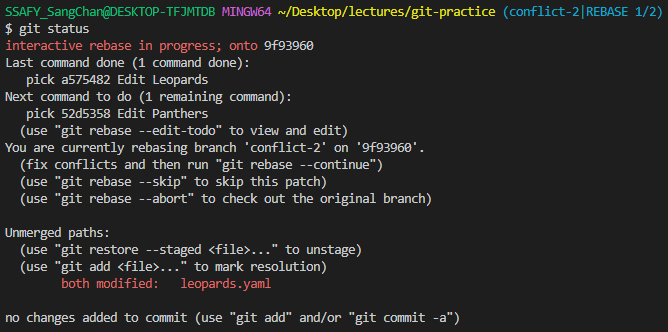 SSAFY_SangChan@DESKTOP-TFJMTDB MINGW64 ~/Desktop/lectures/git-practice (conflict-2|REBASE 1/2)
$ git status
interactive rebase in progress; onto 9f93960
Last command done (1 command done):
   pick a575482 Edit Leopards
Next command to do (1 remaining command):
   pick 52d5358 Edit Panthers
  (use "git rebase --edit-todo" to view and edit)
You are currently rebasing branch 'conflict-2' on '9f93960'.
  (fix conflicts and then run "git rebase --continue")
  (use "git rebase --skip" to skip this patch)
  (use "git rebase --abort" to check out the original branch)

Unmerged paths:
  (use "git restore --staged <file>..." to unstage)
  (use "git add <file>..." to mark resolution)
        both modified:   leopards.yaml

no changes added to commit (use "git add" and/or "git commit -a")